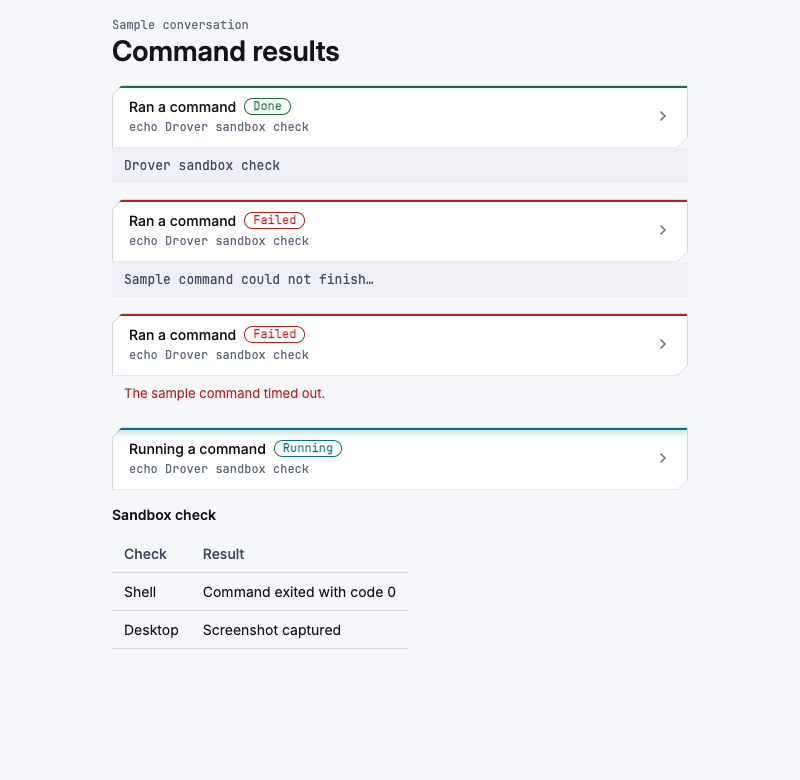 Sample conversation
Command results
Ran a command Done
echo Drover sandbox check
Drover sandbox check
Ran a command Failed
echo Drover sandbox check
Sample command could not finish…
Ran a command Failed
echo Drover sandbox check
The sample command timed out.
Running a command Running
echo Drover sandbox check
Sandbox check
Check Result
Shell Command exited with code 0
Desktop Screenshot captured